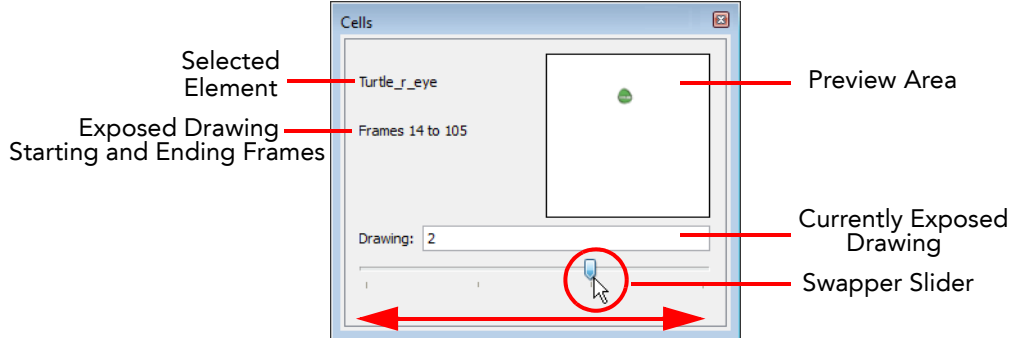 Cells
Selected
Element
Turtle_r_eye
Preview Area
Exposed Drawing
Starting and Ending Frames
Frames 14 to 105
Drawing: 2
Currently Exposed
Drawing
Swapper Slider